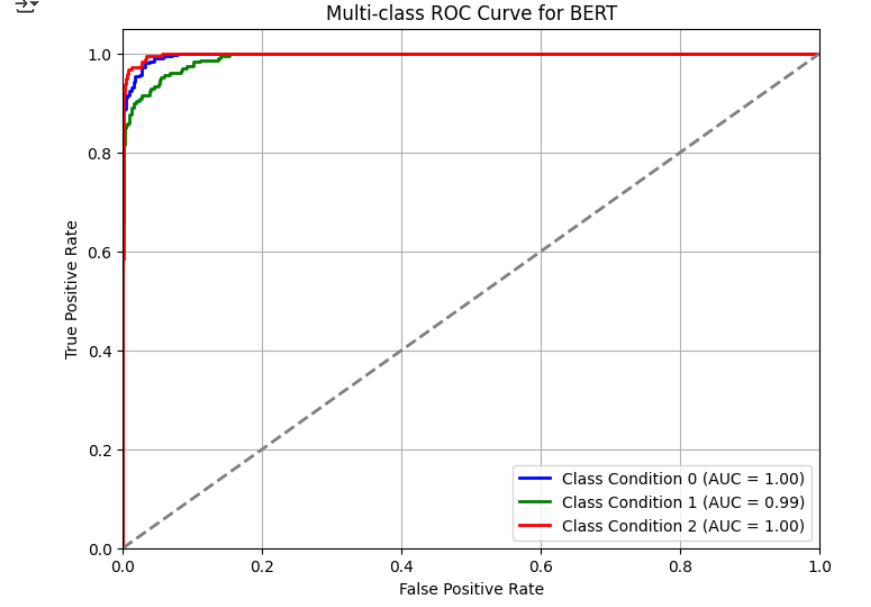 Multi-class ROC Curve for BERT
True Positive Rate
1.0
0.8
0.6
0.4
0.2
0.0
Class Condition 0 (AUC = 1.00)
Class Condition 1 (AUC = 0.99)
Class Condition 2 (AUC = 1.00)
0.0 0.2 0.4 0.6 0.8 1.0
False Positive Rate